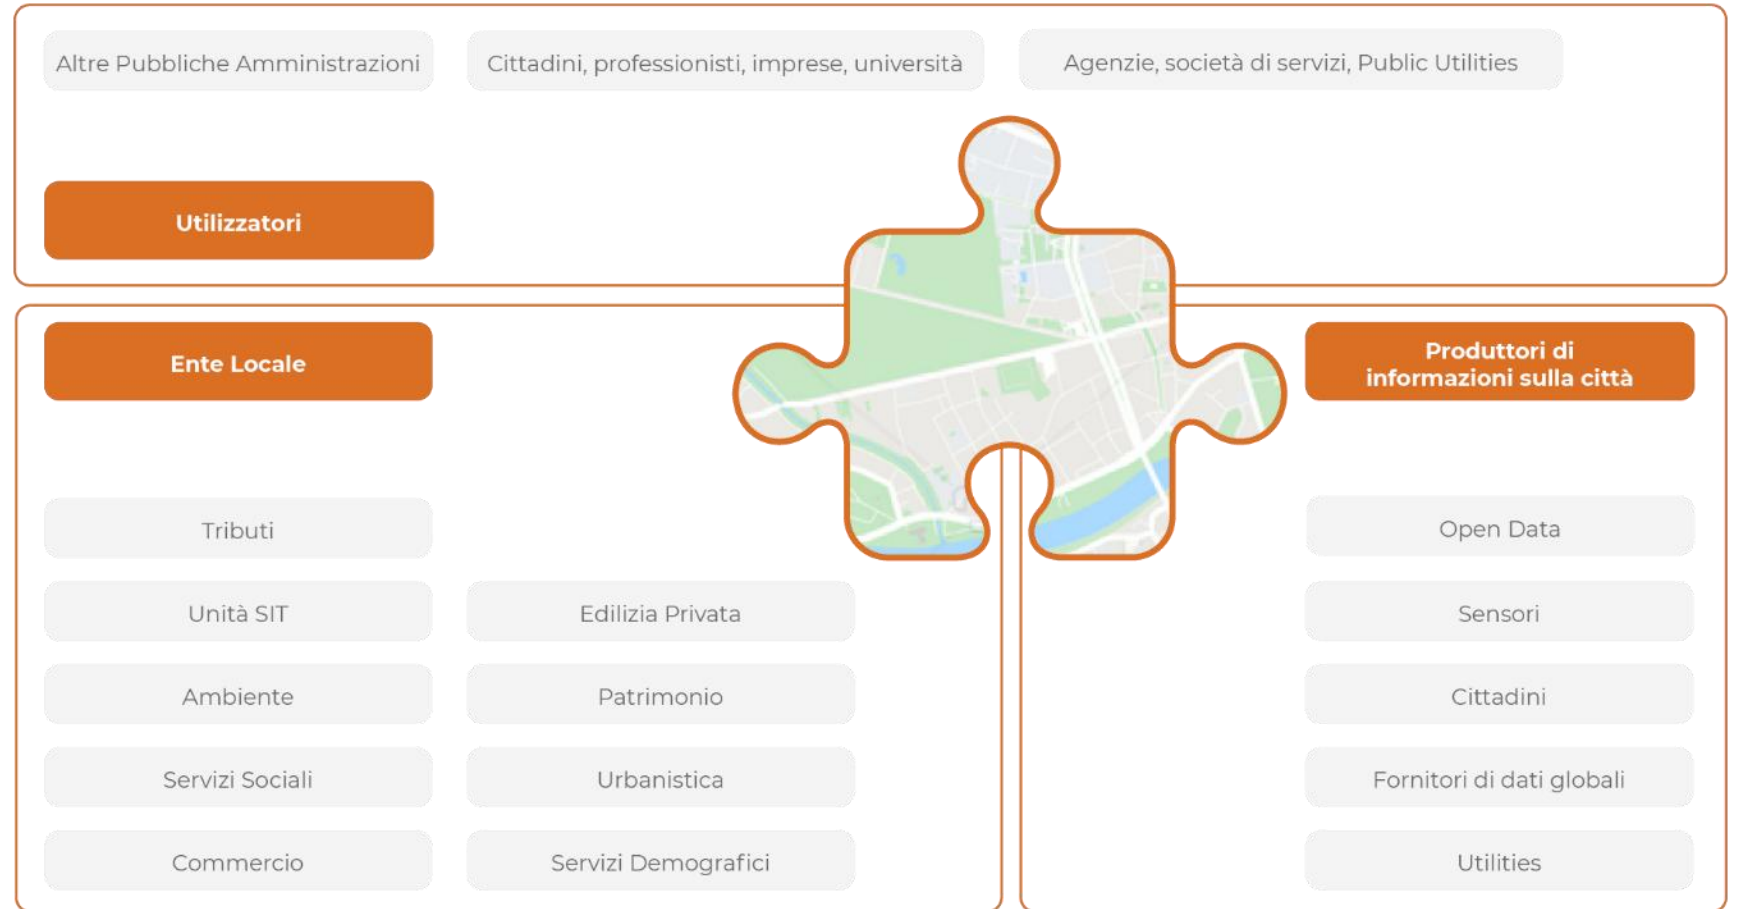 Altre Pubbliche Amministrazioni
Cittadini, professionisti, imprese, università
Agenzie, società di servizi, Public Utilities
Utilizzatori
Ente Locale
Tributi
Unità SIT
Edilizia Privata
Ambiente
Patrimonio
Servizi Sociali
Urbanistica
Commercio
Servizi Demografici
Produttori di
informazioni sulla città
Open Data
Sensori
Cittadini
Fornitori di dati globali
Utilities